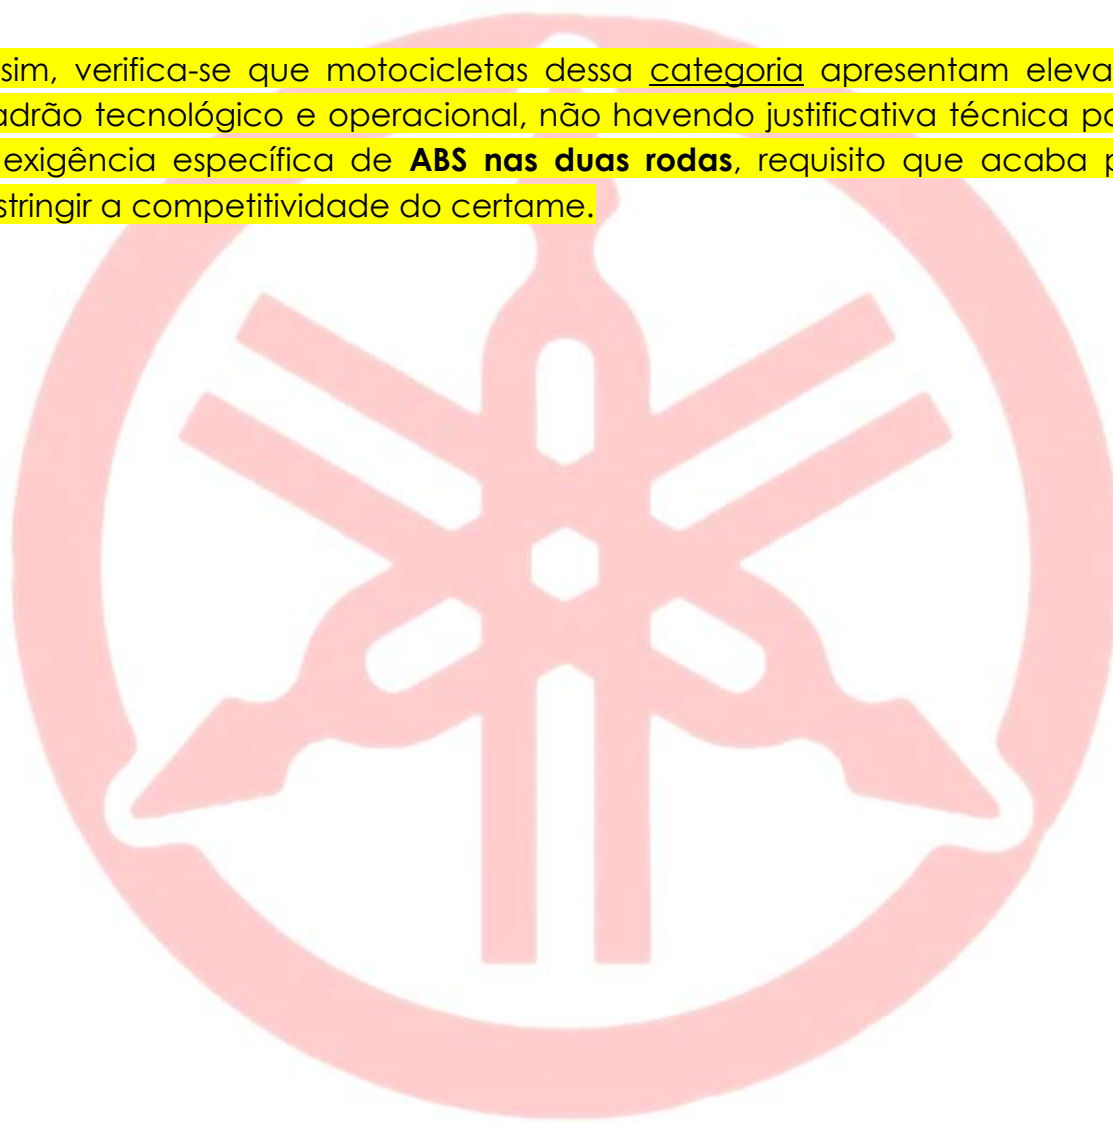 sim, verifica-se que motocicletas dessa categoria apresentam eleva
adrão tecnológico e operacional, não havendo justificativa técnica pa
exigência específica de ABS nas duas rodas, requisito que acaba p
stringir a competitividade do certame.